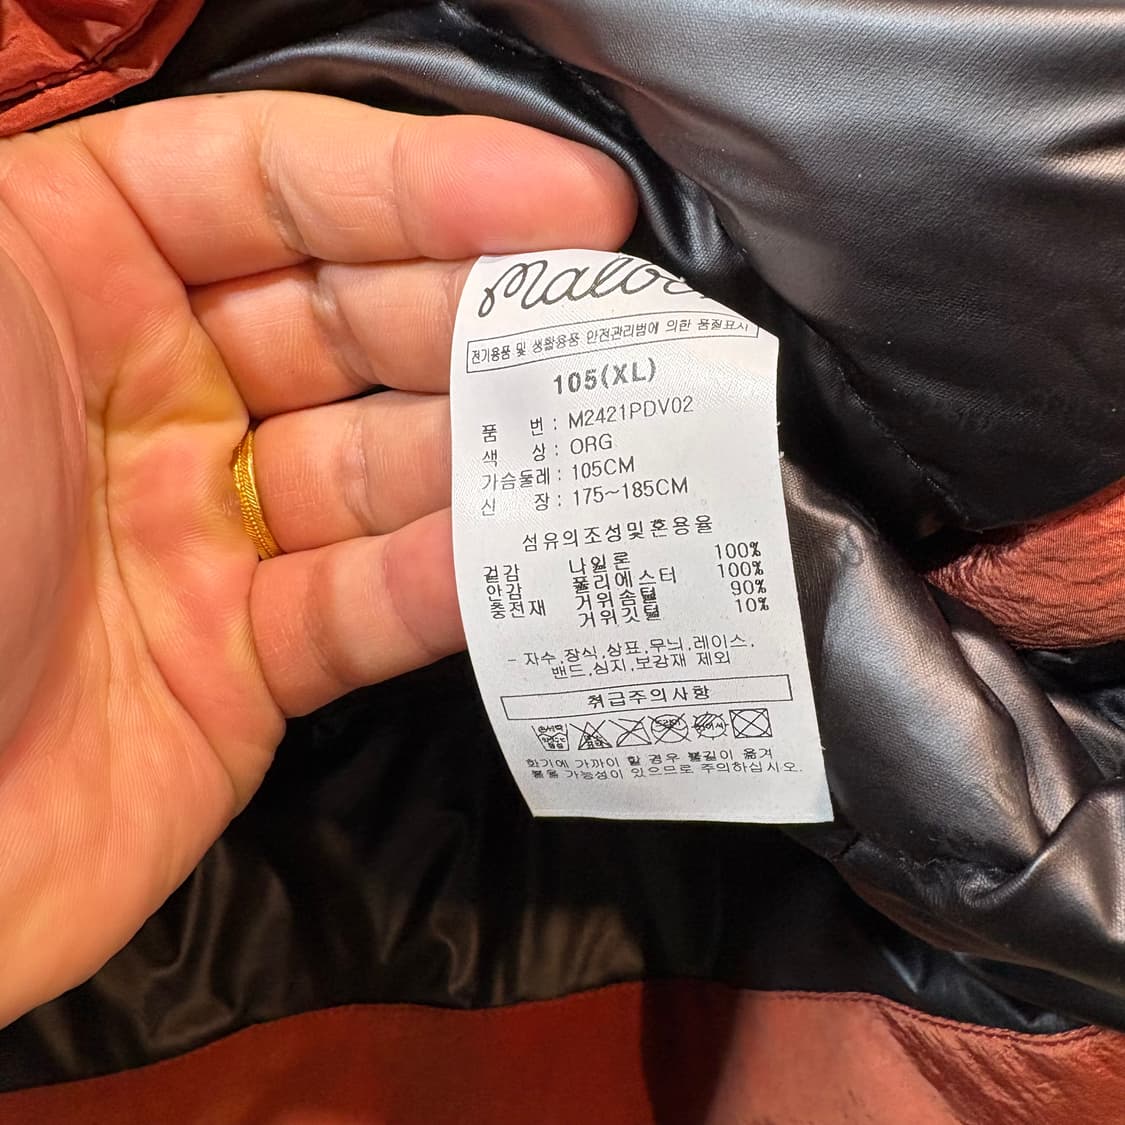 전기용품 및 생활용품 안전관리법에 의한 품질표시
105(XL)
품 번 : M2421PDV02
색 상 : ORG
가슴둘레 : 105CM
신 장 : 175~185CM
섬유의조성및혼용율
겉감 나일론 100%
안감 폴리에스터 100%
충전재 거위솜털 90%
거위깃털 10%
- 자수,장식,상표,무늬,레이스,
밴드,심지,보강재 제외
취급주의사항
화기에 가까이 할 경우 불길이 옮겨
붙을 가능성이 있으므로 주의하십시오.